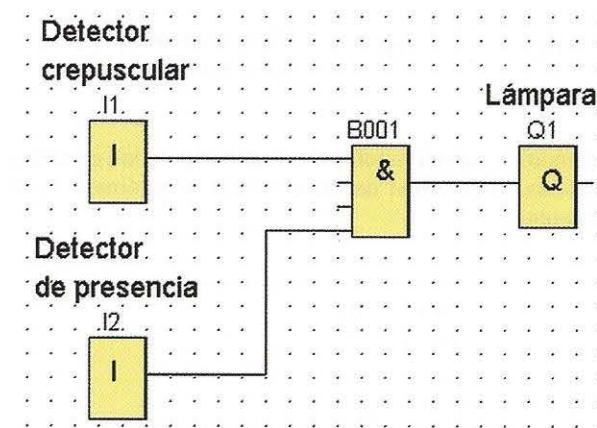 Detector
crepuscular
I1
I
Lámpara
B001
&
Q1
Q
Detector
de presencia
I2
I